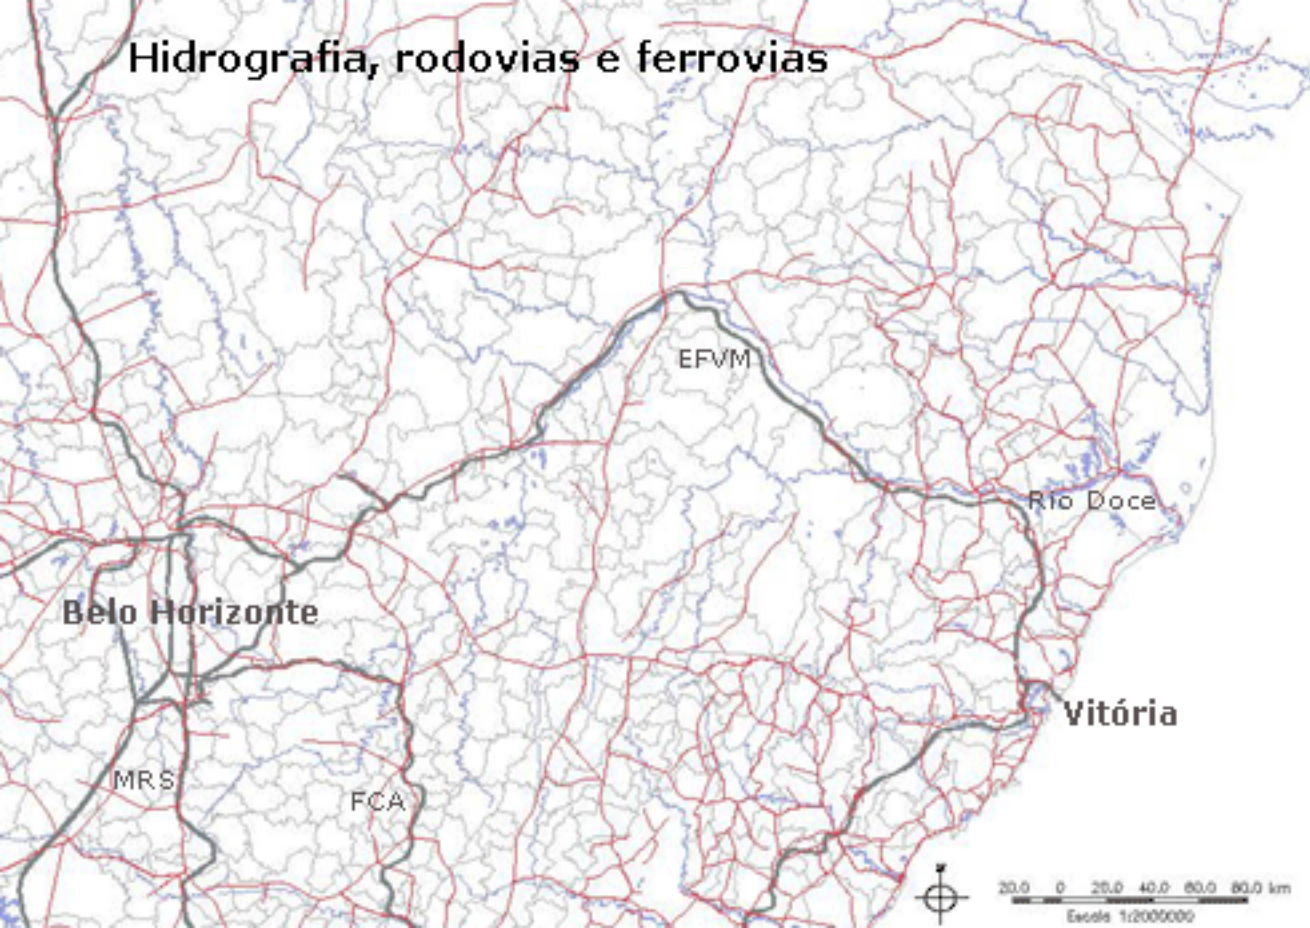 Hidrografia, rodovias e ferrovias
EFVM
Rio Doce
Belo Horizonte
Vitória
MRS
FCA
20.0 0 20.0 40.0 60.0 80.0 km
Escala 1:2000000